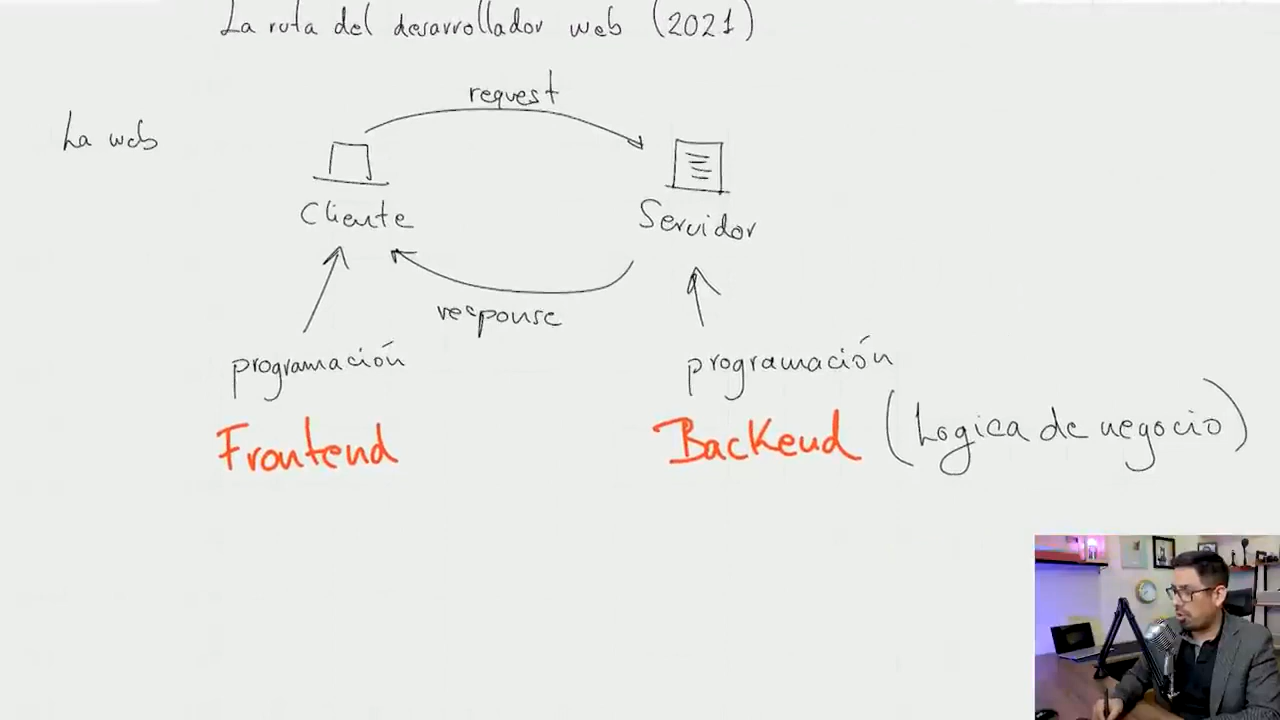 La ruta del desarrollador web (2021)
request
La web
Cliente
Servidor
response
programación
programación
Frontend
Backend (Logica de negocio)